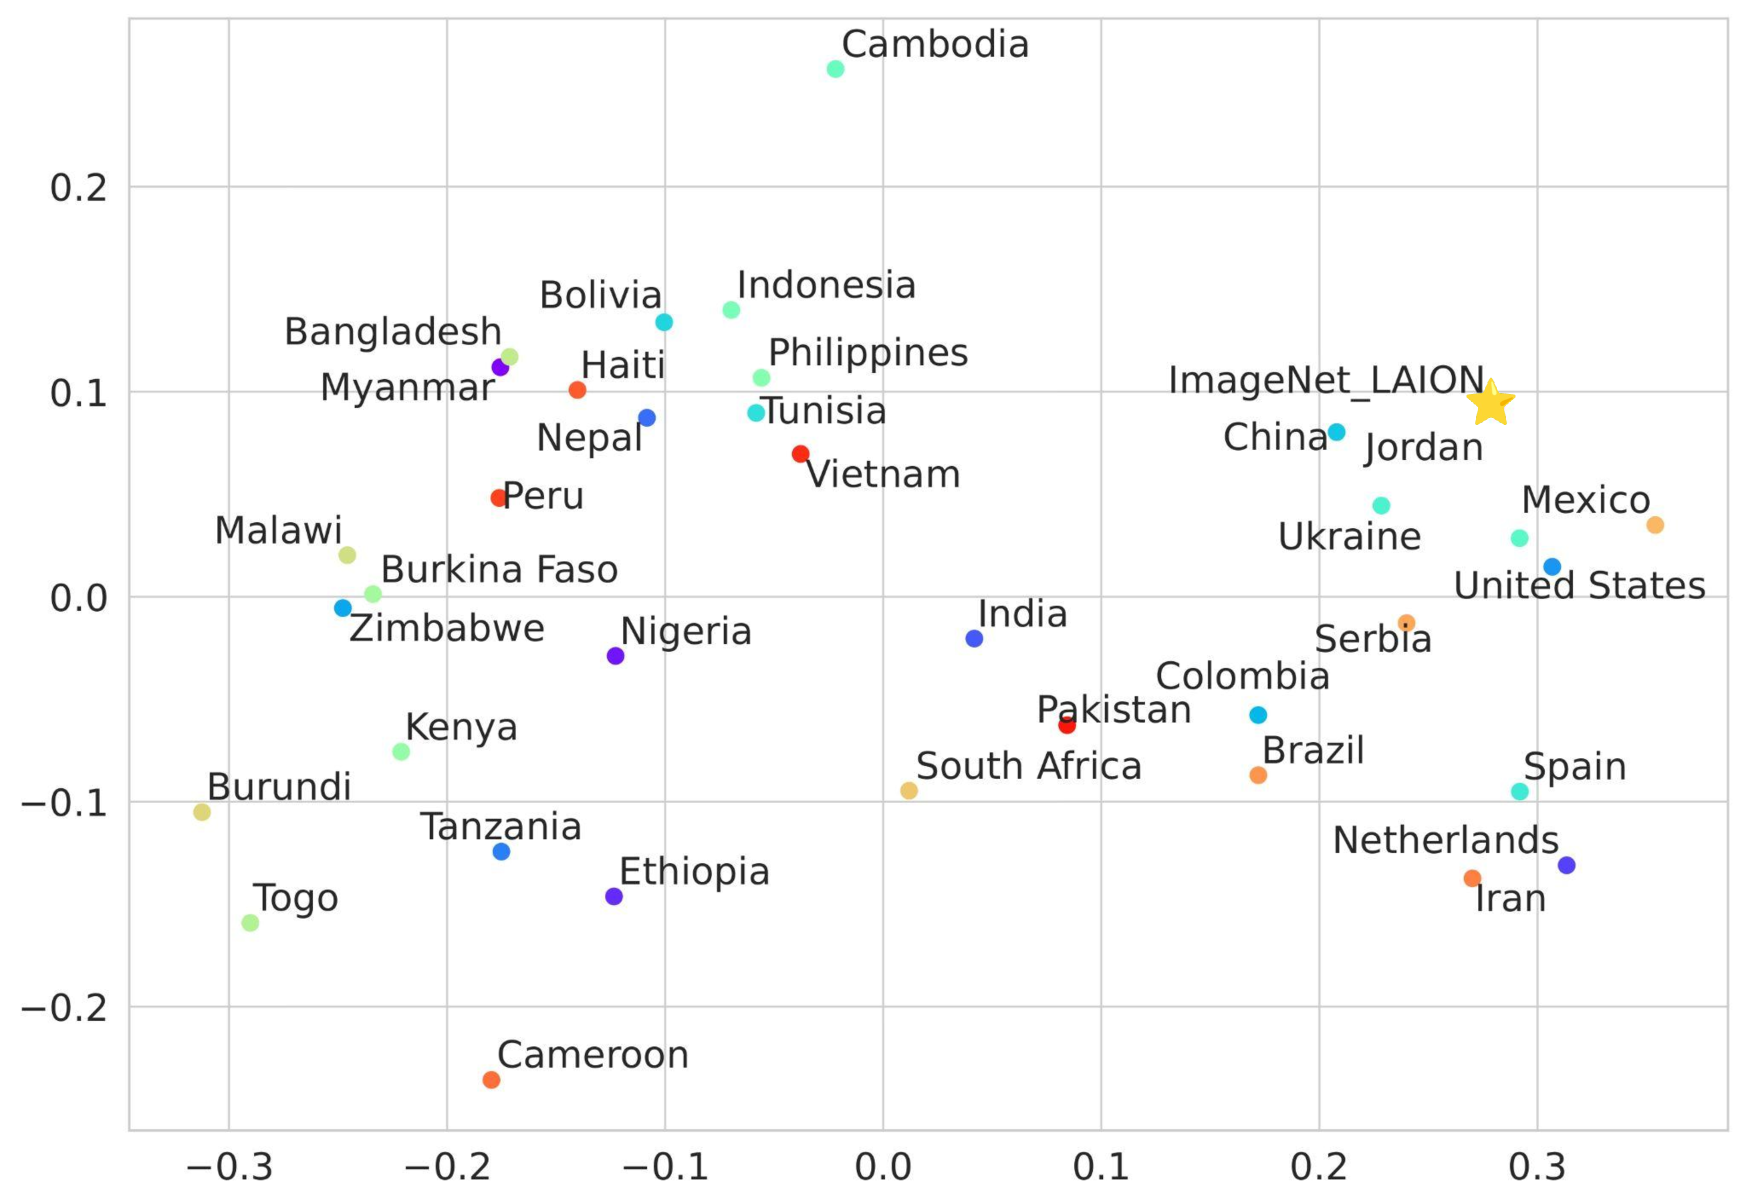 Cambodia
0.2
Indonesia
Bolivia
Bangladesh
Philippines
Haiti
ImageNet_LAION
Myanmar
0.1
Tunisia
Nepal
China
Jordan
Vietnam
Peru
Mexico
Malawi
Ukraine
Burkina Faso
United States
0.0
India
Zimbabwe
Nigeria
Serbia
Colombia
Pakistan
Kenya
Brazil
South Africa
Spain
Burundi
−0.1
Tanzania
Netherlands
Ethiopia
Togo
Iran
−0.2
Cameroon
−0.3 −0.2 −0.1 0.0 0.1 0.2 0.3